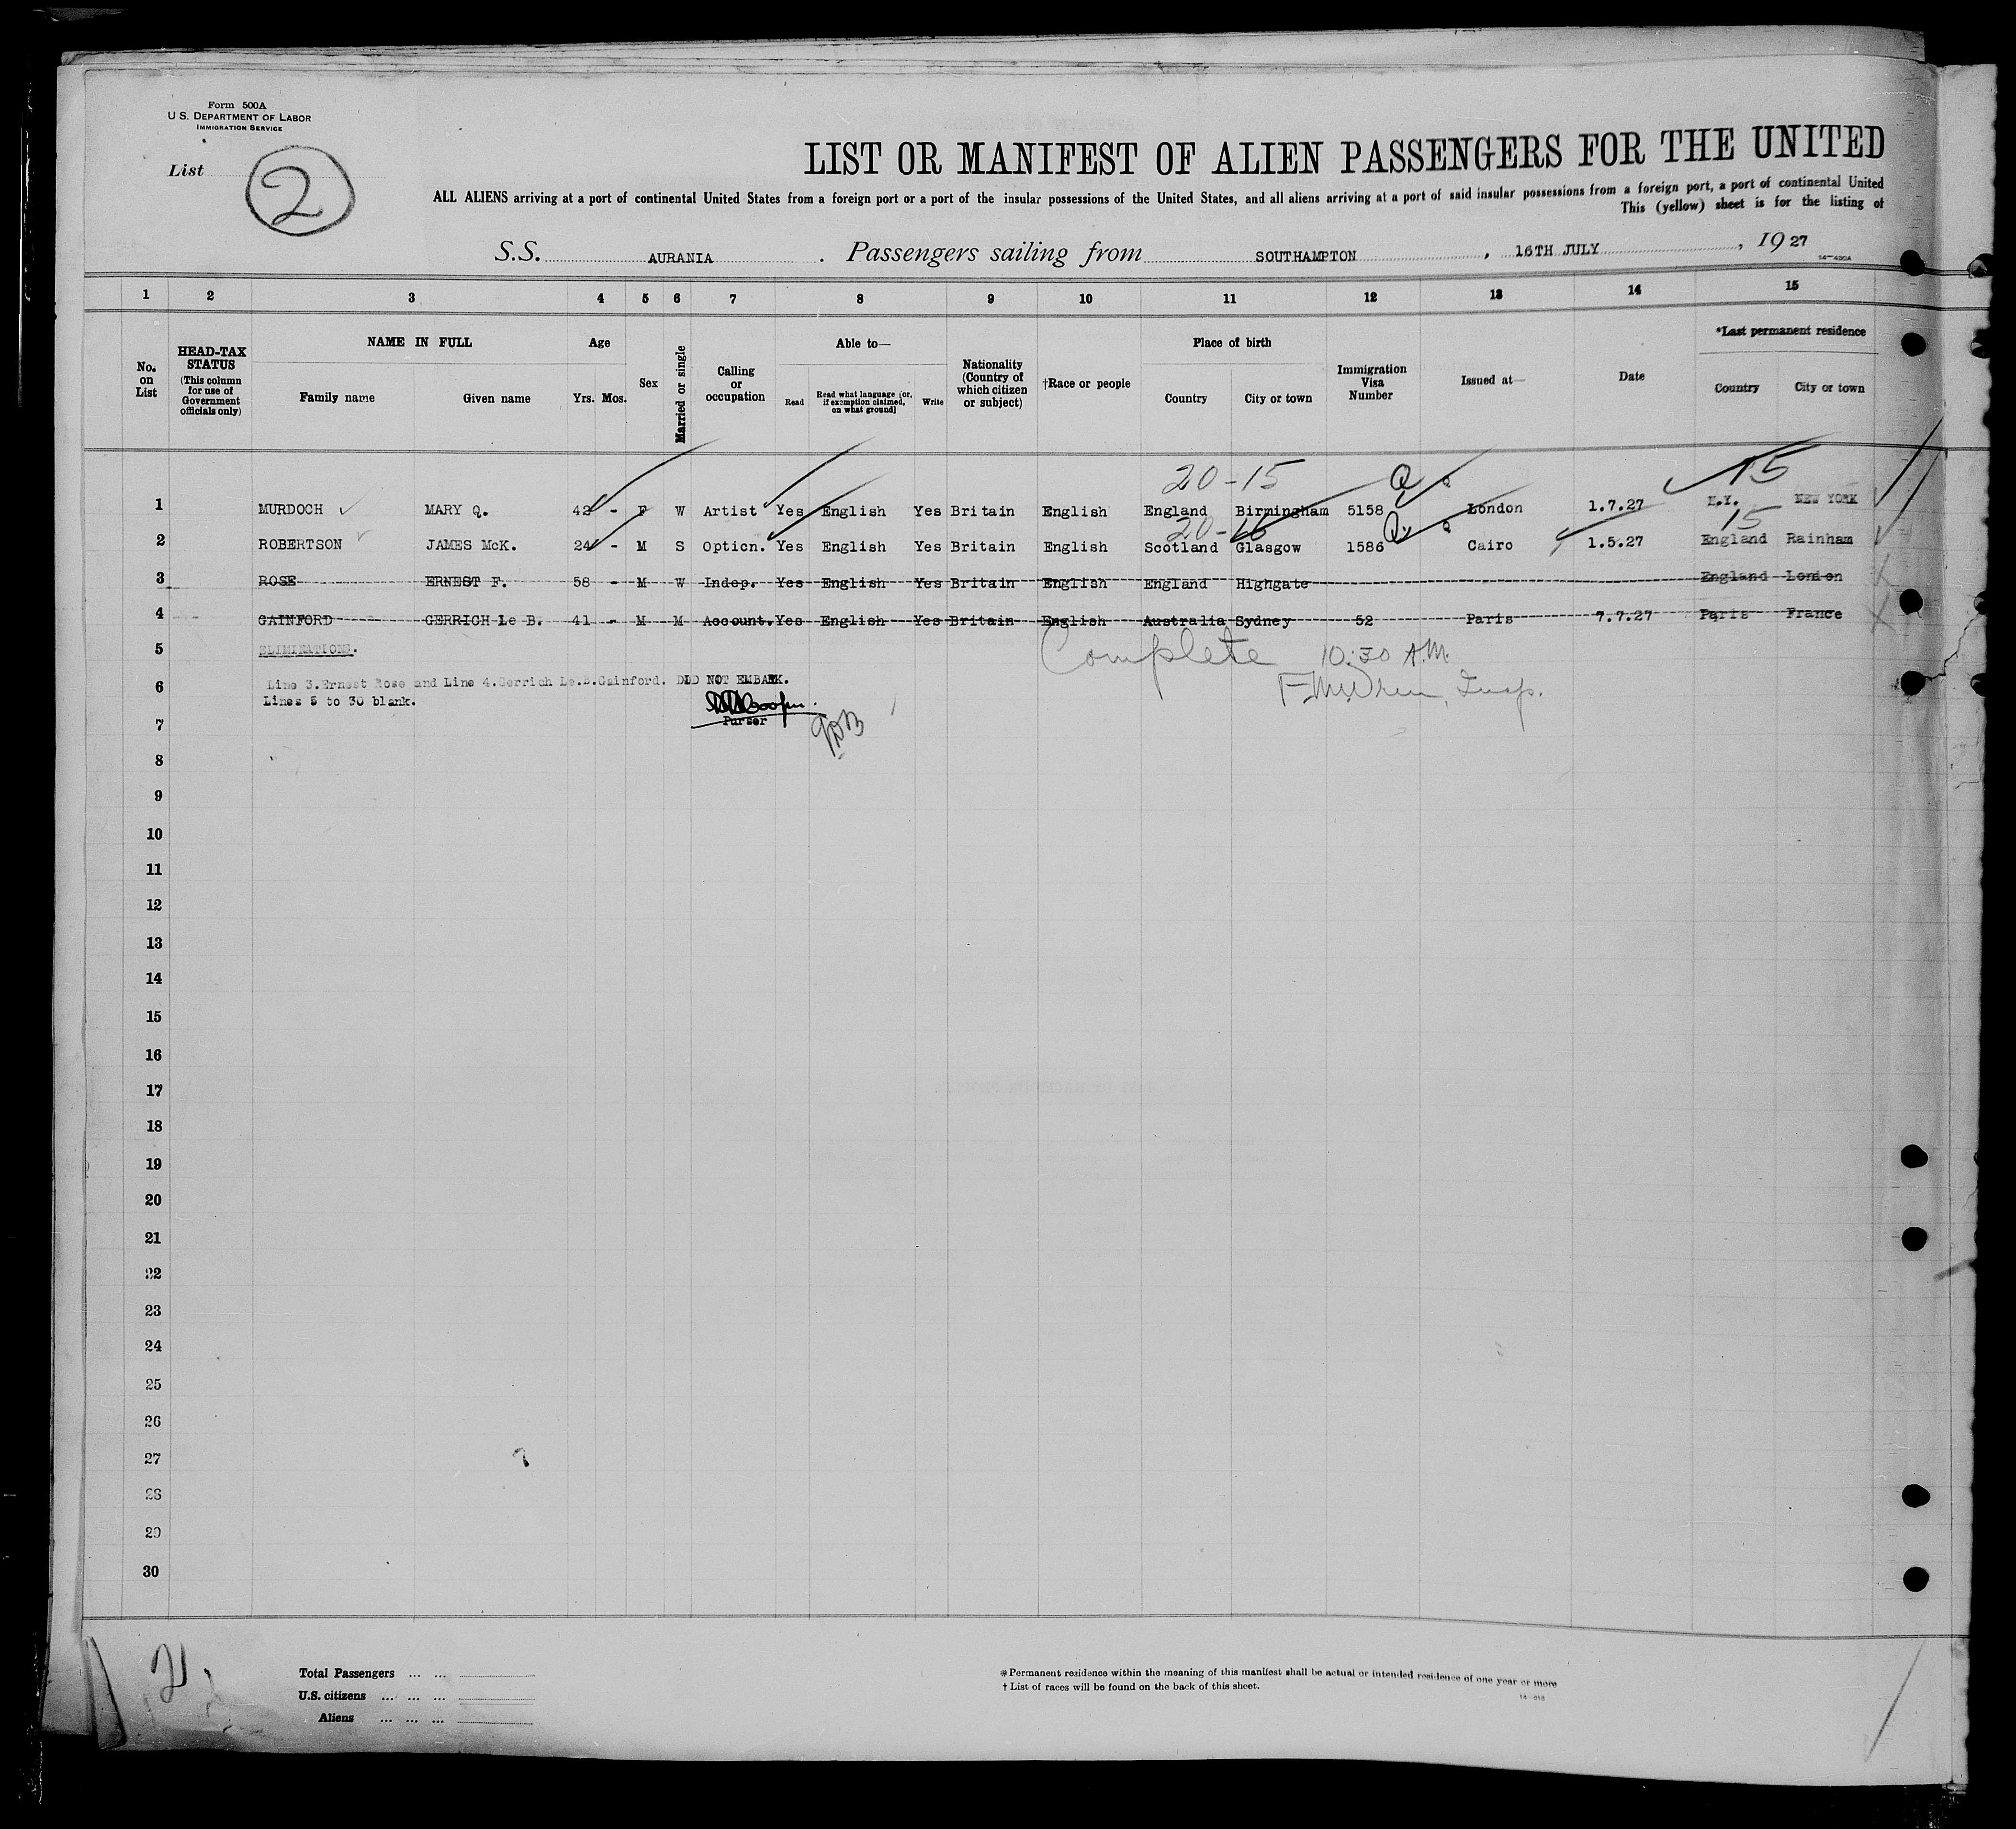 Form 500A
U.S. DEPARTMENT OF LABOR
IMMIGRATION SERVICE
List 2
LIST OR MANIFEST OF ALIEN PASSENGERS FOR THE UNITED
ALL ALIENS arriving at a port of continental United States from a foreign port or a port of the insular possessions of the United States, and all aliens arriving at a port of said insular possessions from a foreign port, a port of continental United
This (yellow) sheet is for the listing of
S.S. AURANIA. Passengers sailing from SOUTHAMPTON, 16TH JULY, 1927
1 2 3 4 5 6 7 8 9 10 11 12 13 14 15
No. on List
HEAD-TAX STATUS (This column for use of Government officials only)
NAME IN FULL
Family name Given name
Age
Yrs. Mos.
Sex
Married or single
Calling or occupation
Able to—
Read
Read what language [or, if exemption claimed, on what ground]
Write
Nationality (Country of which citizen or subject)
†Race or people
Place of birth
Country City or town
Immigration Visa Number
Issued at—
Date
*Last permanent residence
Country City or town
20-15 Q 15
1 MURDOCH MARY Q. 42 - F W Artist Yes English Yes Britain English England Birmingham 5158 London 1.7.27 N.Y. NEW YORK
20-16 Q 15
2 ROBERTSON JAMES McK. 24 - M S Opticn. Yes English Yes Britain English Scotland Glasgow 1586 Cairo 1.5.27 England Rainham
3 ROSE ERNEST F. 58 - M W Indep. Yes English Yes Britain English England Highgate England London
4 GAINFORD GERRICH Le B. 41 - M M Account. Yes English Yes Britain English Australia Sydney 52 Paris 7.7.27 Paris France
5 ELIMINATIONS. Complete 10:30 A.M.
6 Line 3.Ernest Rose and Line 4.Gerrich Le.B.Gainford. DID NOT EMBARK. Insp.
Lines 5 to 30 blank.
7 Purser
8
9
10
11
12
13
14
15
16
17
18
19
20
21
22
23
24
25
26
27
28
29
30
Total Passengers ... ...
U.S. citizens ... ... ...
Aliens ... ... ...
*Permanent residence within the meaning of this manifest shall be actual or intended residence of one year or more
†List of races will be found on the back of this sheet.